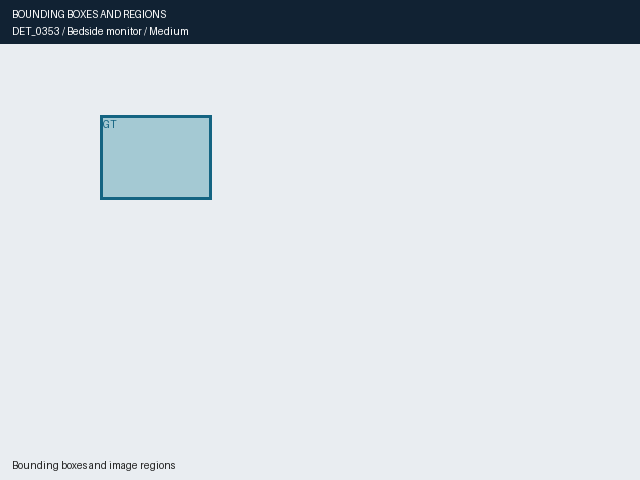 BOUNDING BOXES AND REGIONS
DET_0353 / Bedside monitor / Medium
GT
Bounding boxes and image regions